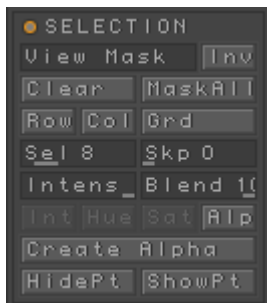 SELECTION
View Mask Inv
Clear MaskAll
Row Col Grd
Sel 8 Skp 0
Intens Blend 10
Int Hue Sat Alp
Create Alpha
HidePt ShowPt